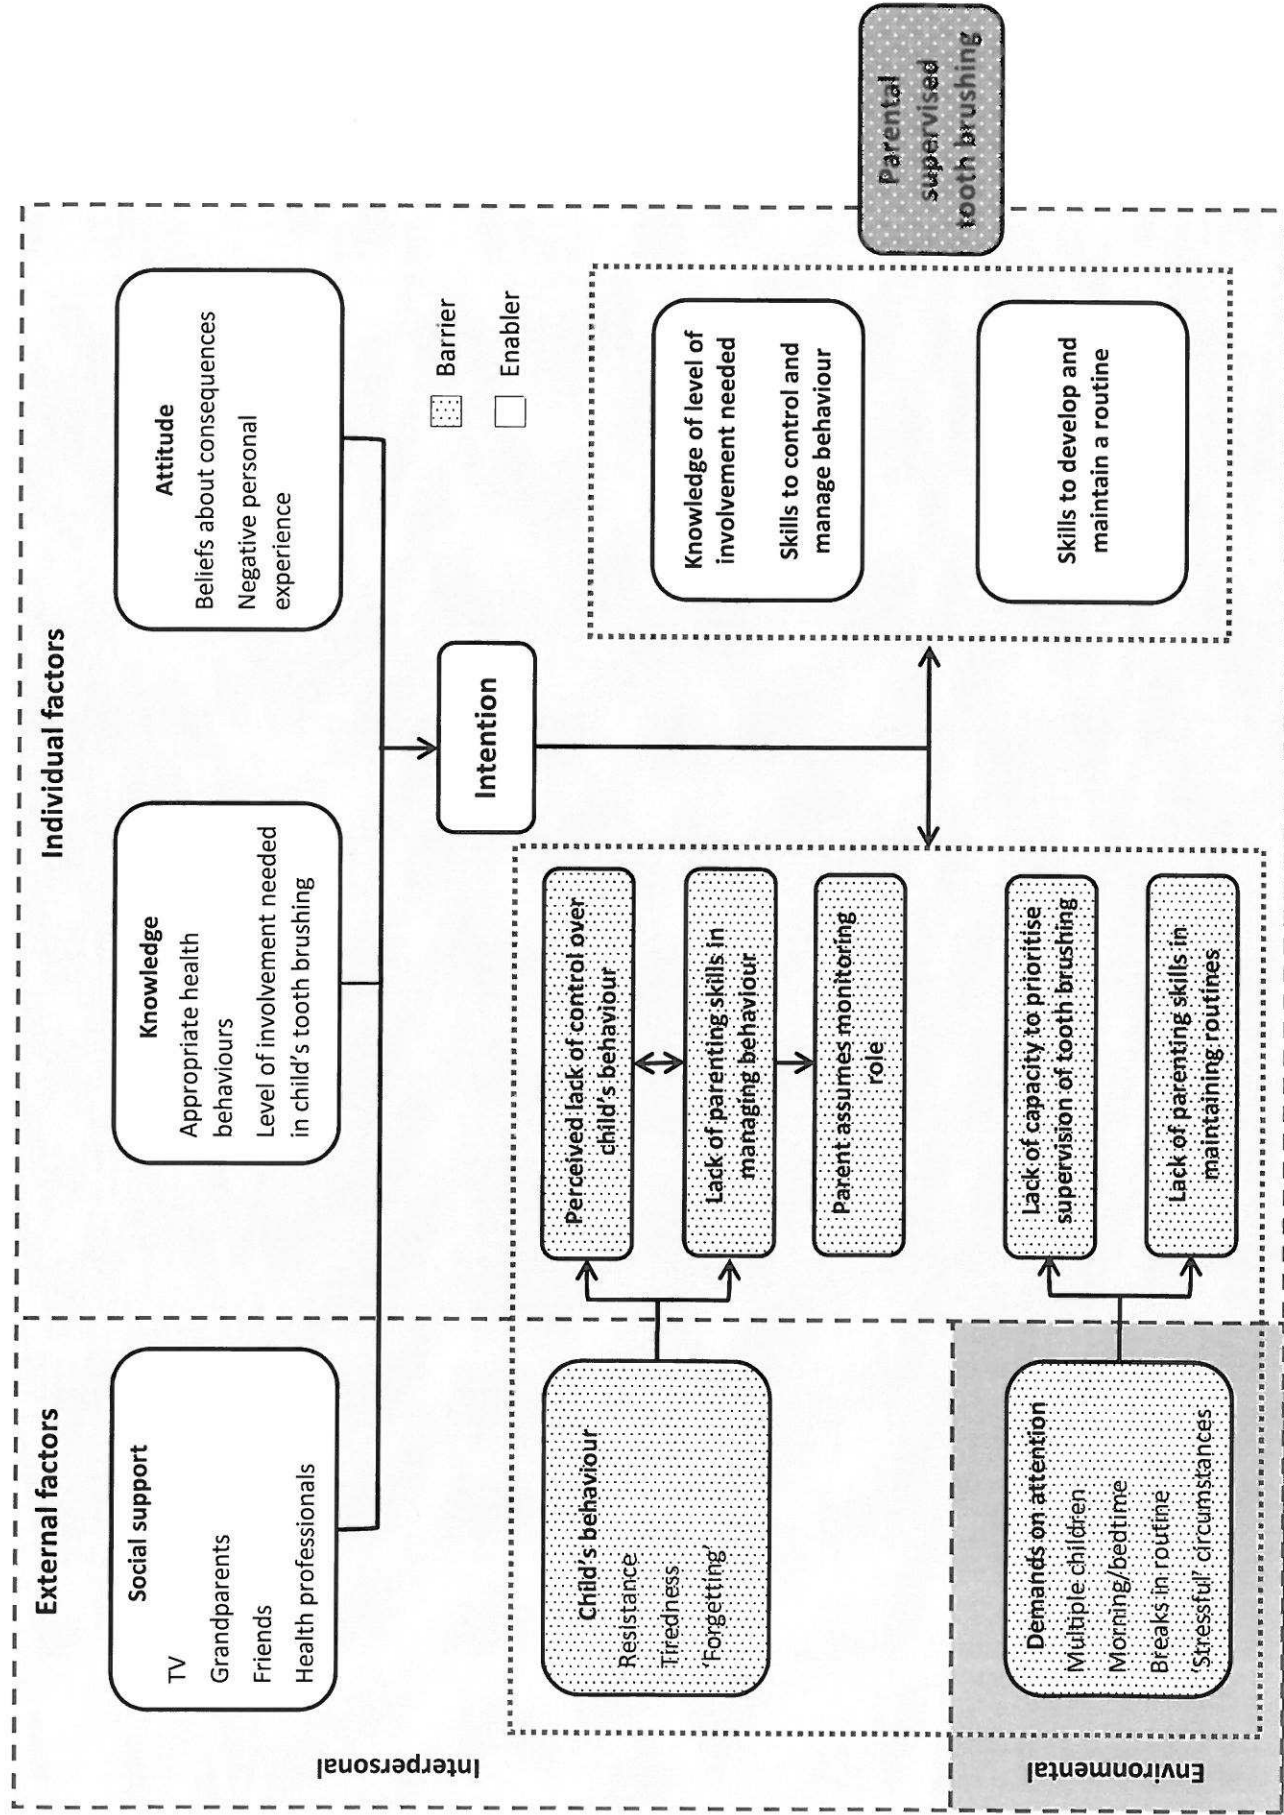 External factors
Individual factors
Social support
TV
Grandparents
Friends
Health professionals
Knowledge
Appropriate health
behaviours
Level of involvement needed
in child's tooth brushing
Attitude
Beliefs about consequences
Negative personal
experience
Intention
Barrier
Enabler
Interpersonal
Child's behaviour
Resistance
Tiredness
'Forgetting'
Perceived lack of control over
child's behaviour
Lack of parenting skills in
managing behaviour
Parent assumes monitoring
role
Knowledge of level of
involvement needed
Skills to control and
manage behaviour
Environmental
Demands on attention
Multiple children
Morning/bedtime
Breaks in routine
'Stressful' circumstances
Lack of capacity to prioritise
supervision of tooth brushing
Lack of parenting skills in
maintaining routines
Skills to develop and
maintain a routine
Parental
supervised
tooth brushing